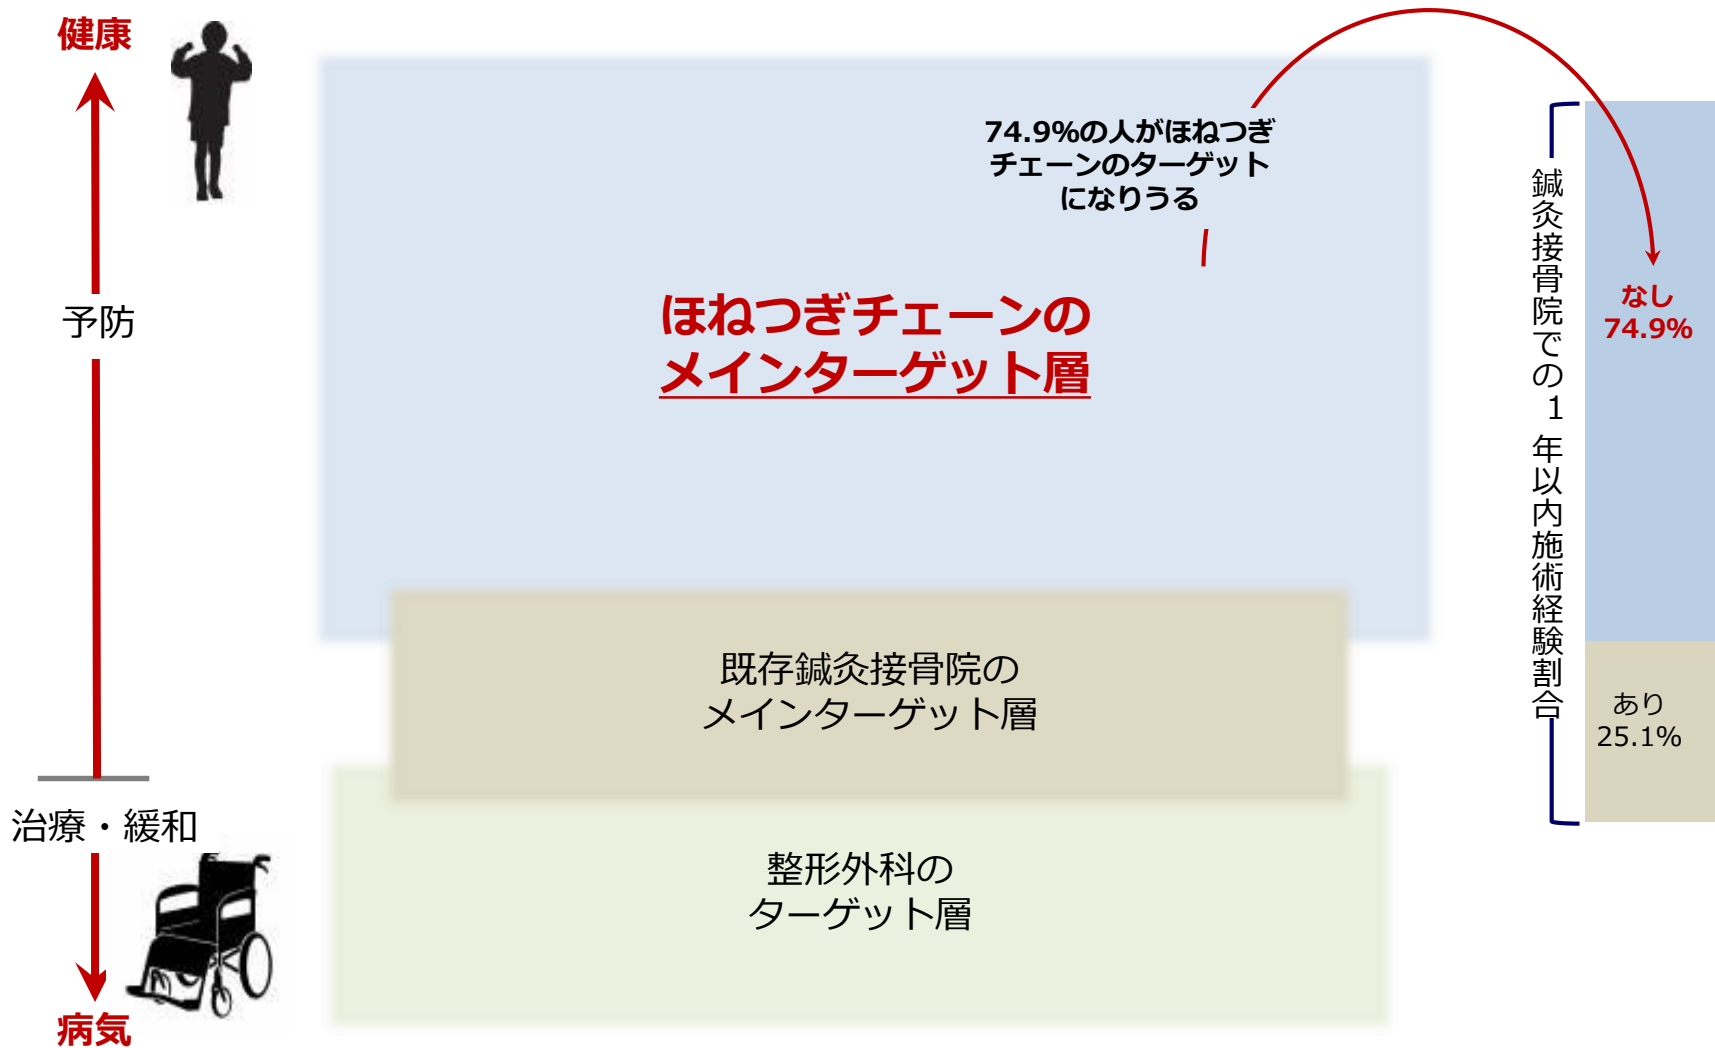 健康
予防
治療・緩和
病気
74.9%の人がほねつぎ
チェーンのターゲット
になりうる
ほねつぎチェーンの
メインターゲット層
既存鍼灸接骨院の
メインターゲット層
整形外科の
ターゲット層
鍼灸接骨院での1年以内施術経験割合
なし
74.9%
あり
25.1%